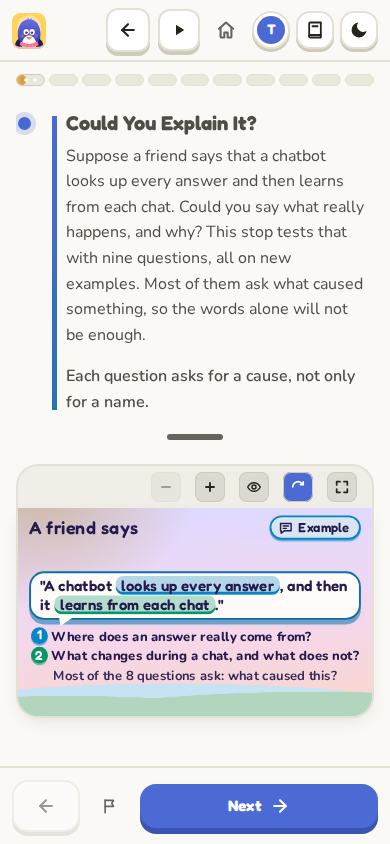 T
Could You Explain It?
Suppose a friend says that a chatbot
looks up every answer and then learns
from each chat. Could you say what really
happens, and why? This stop tests that
with nine questions, all on new
examples. Most of them ask what caused
something, so the words alone will not
be enough.
Each question asks for a cause, not only
for a name.
A friend says
Example
"A chatbot looks up every answer, and then
it learns from each chat."
1 Where does an answer really come from?
2 What changes during a chat, and what does not?
Most of the 8 questions ask: what caused this?
Next